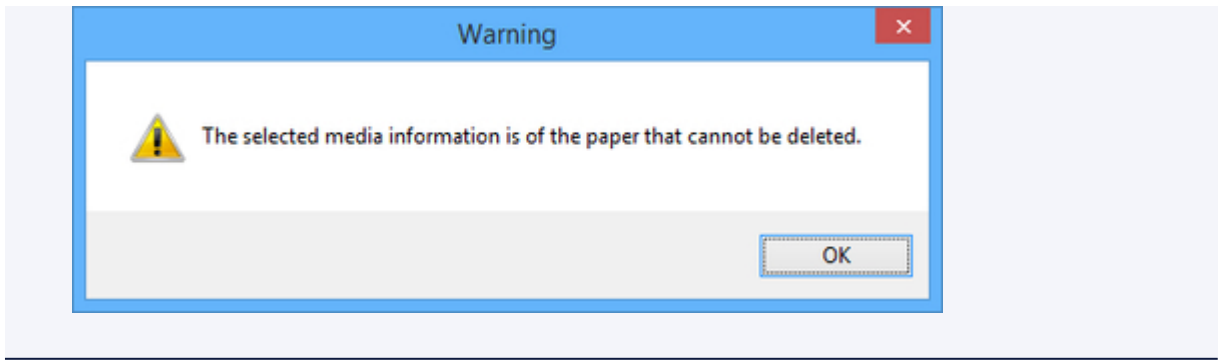 Warning
The selected media information is of the paper that cannot be deleted.
OK